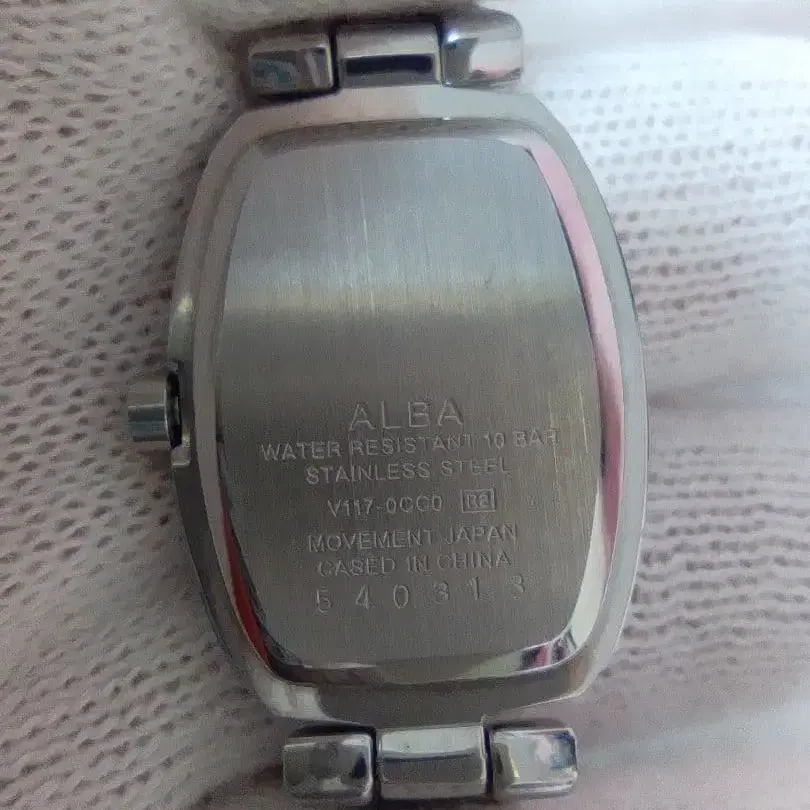 ALBA
WATER RESISTANT 10 BAR
STAINLESS STEEL
V117-0CC0 R2
MOVEMENT JAPAN
CASED IN CHINA
540313